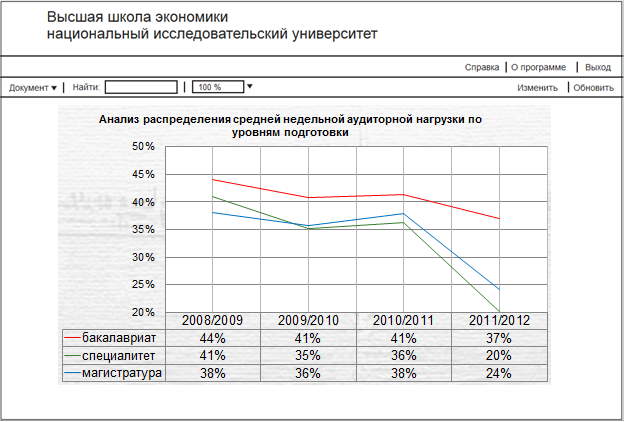 Высшая школа экономики
национальный исследовательский университет
Справка | О программе | Выход
Документ ▼ | Найти: | 100 % ▼ Изменить | Обновить
Анализ распределения средней недельной аудиторной нагрузки по
уровням подготовки
50%
45%
40%
35%
30%
25%
20%
2008/2009 2009/2010 2010/2011 2011/2012
бакалавриат 44% 41% 41% 37%
специалитет 41% 35% 36% 20%
магистратура 38% 36% 38% 24%